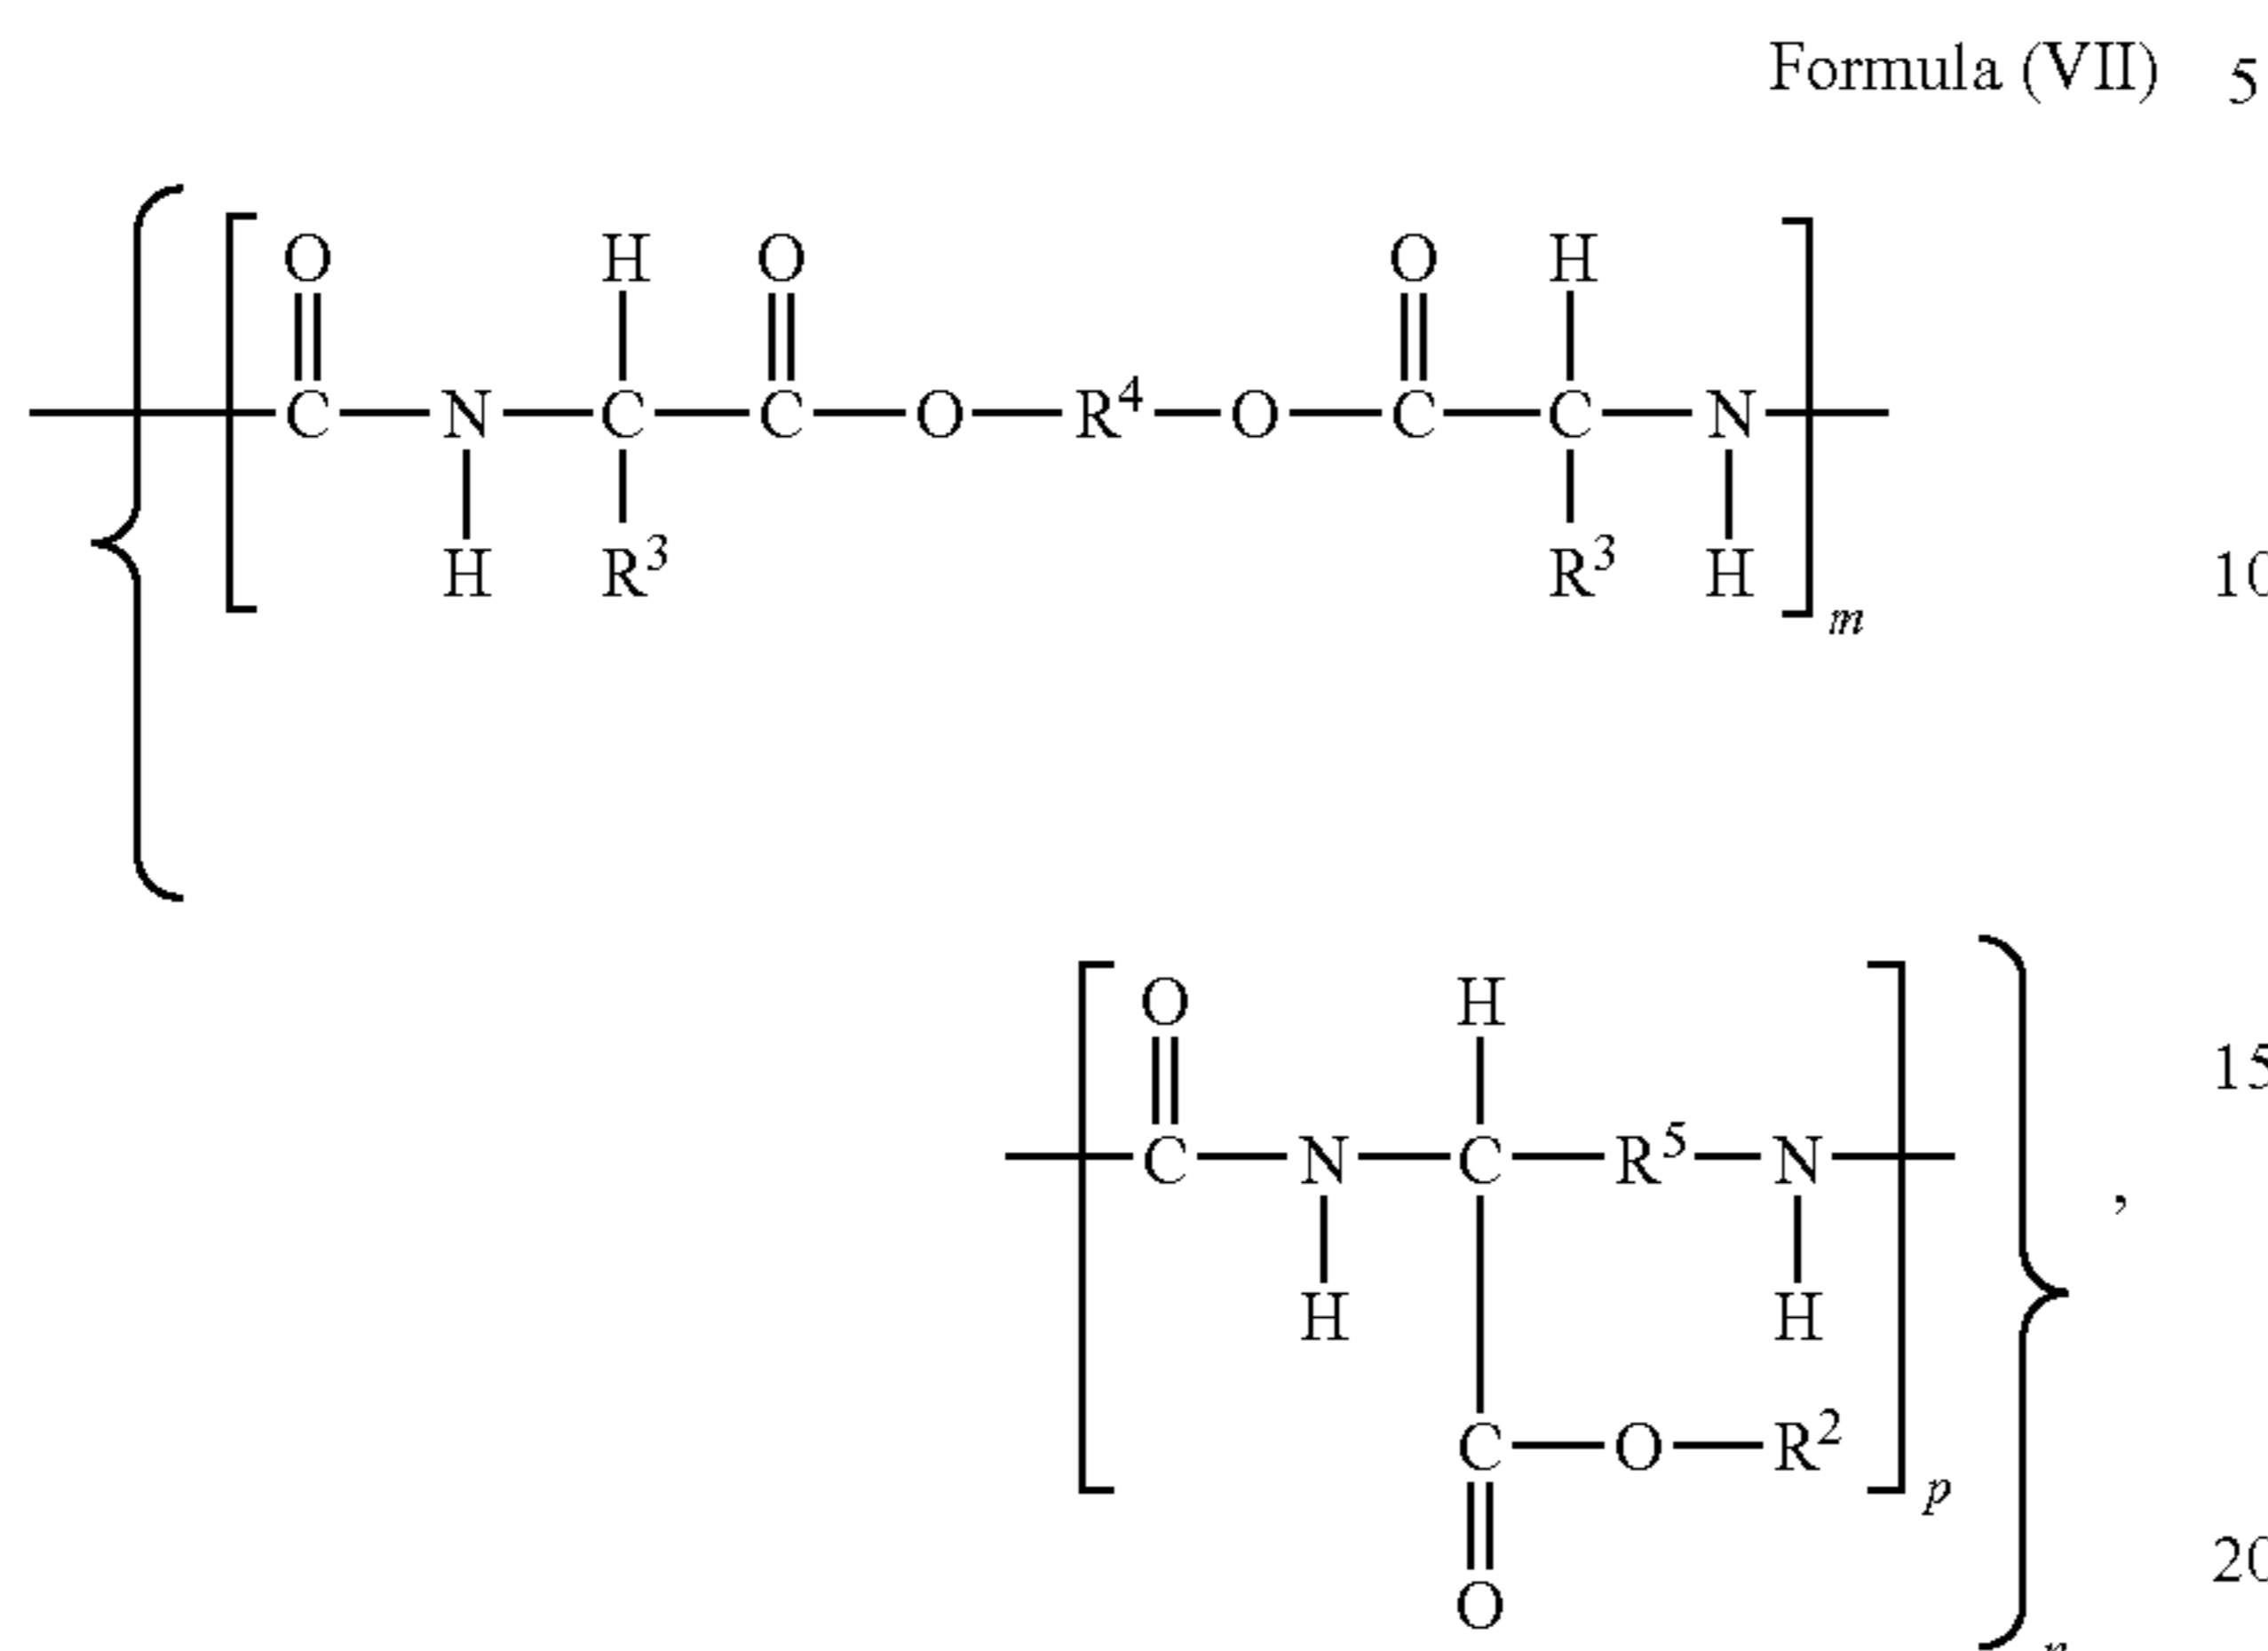 Formula (VII) 5
O H O O H
C N C C O R⁴ O C C N
H R³ R³ H 10
m
O H
C N C R⁵ N 15
,
H H
C O R²
p
O 20
n